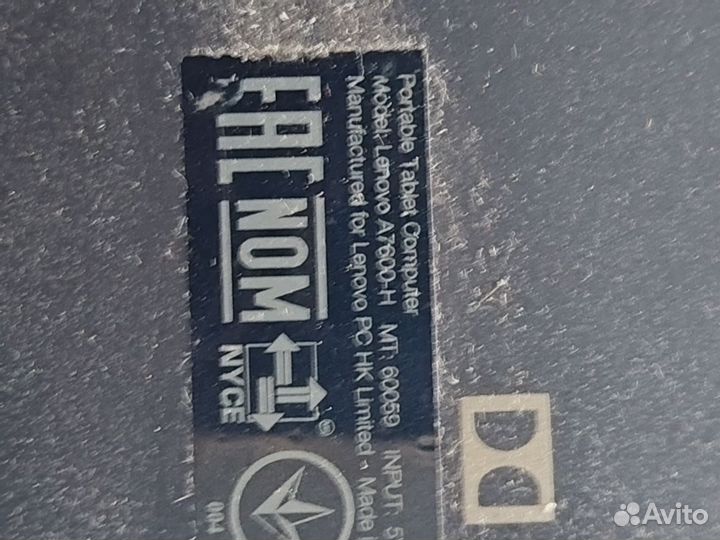 Portable Tablet Computer
Model: Lenovo A7600-H MT: 60059 INPUT: 5
Manufactured for Lenovo PC HK Limited - Made
EAC NOM
NYCE
004
Avito